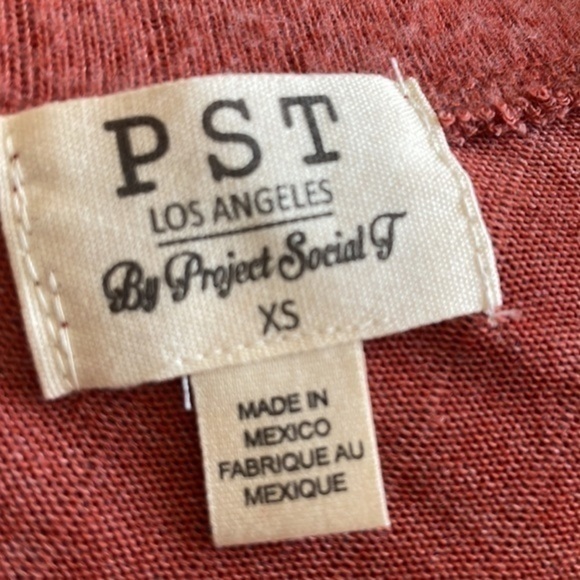 PST
LOS ANGELES
By Project Social T
XS
MADE IN
MEXICO
FABRIQUE AU
MEXIQUE